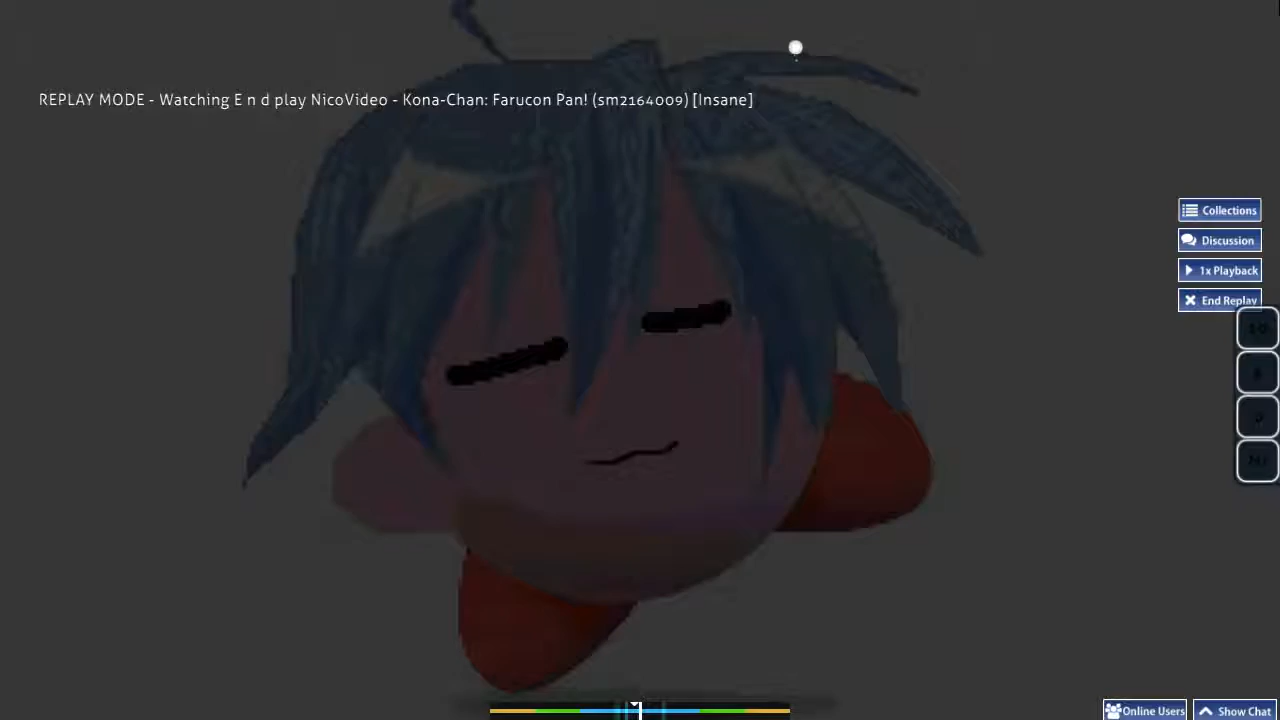 REPLAY MODE - Watching E n d play NicoVideo - Kona-Chan: Farucon Pan! (sm2164009) [Insane]
Collections
Discussion
1x Playback
End Replay
Online Users
Show Chat